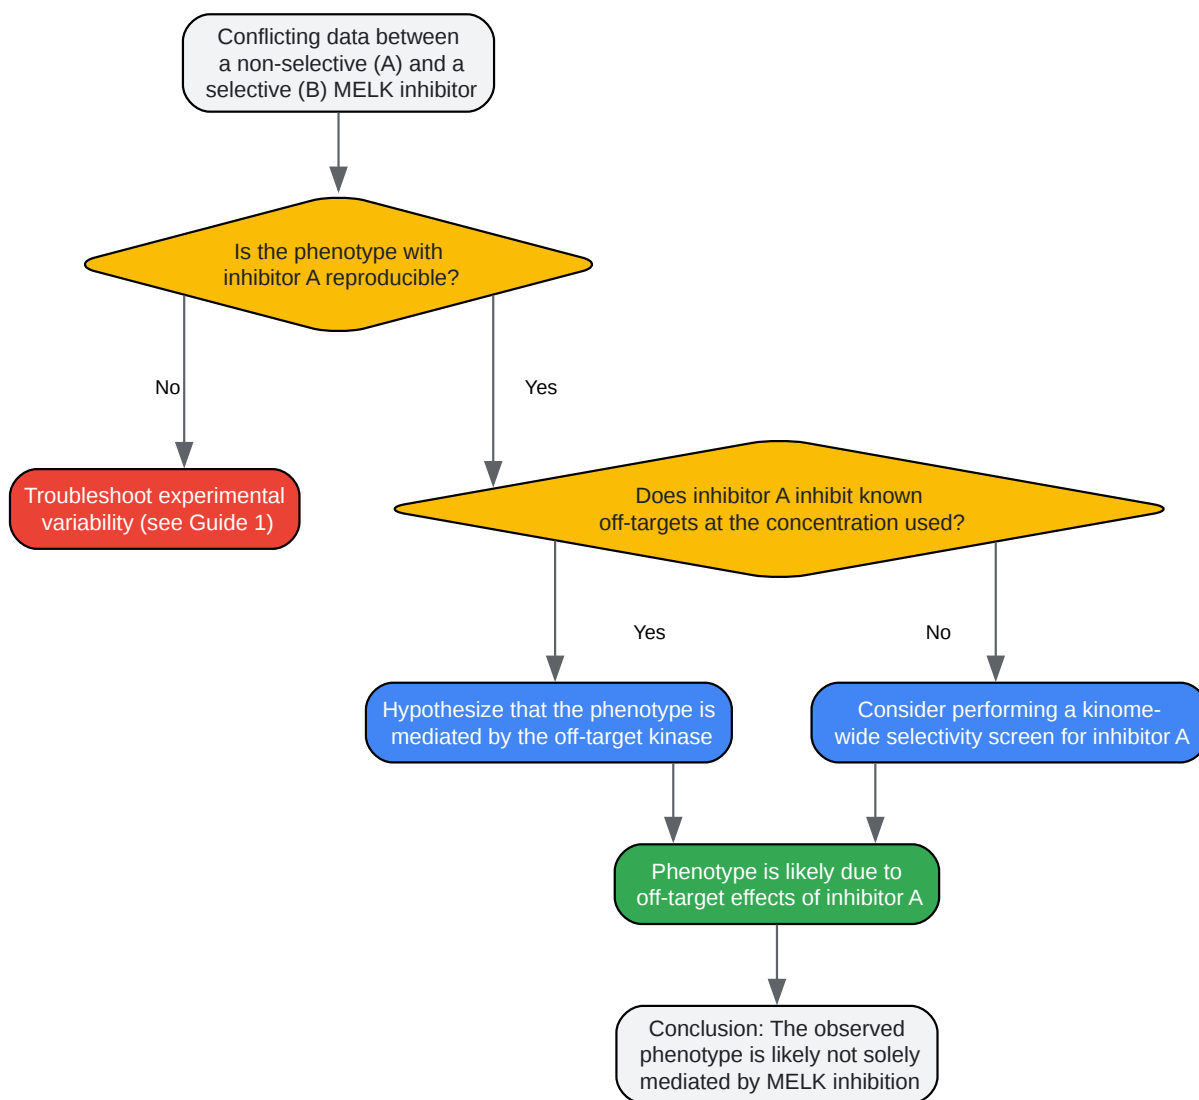 Conflicting data between
a non-selective (A) and a
selective (B) MELK inhibitor
Is the phenotype with
inhibitor A reproducible?
No
Yes
Troubleshoot experimental
variability (see Guide 1)
Does inhibitor A inhibit known
off-targets at the concentration used?
Yes
No
Hypothesize that the phenotype is
mediated by the off-target kinase
Consider performing a kinome-
wide selectivity screen for inhibitor A
Phenotype is likely due to
off-target effects of inhibitor A
Conclusion: The observed
phenotype is likely not solely
mediated by MELK inhibition